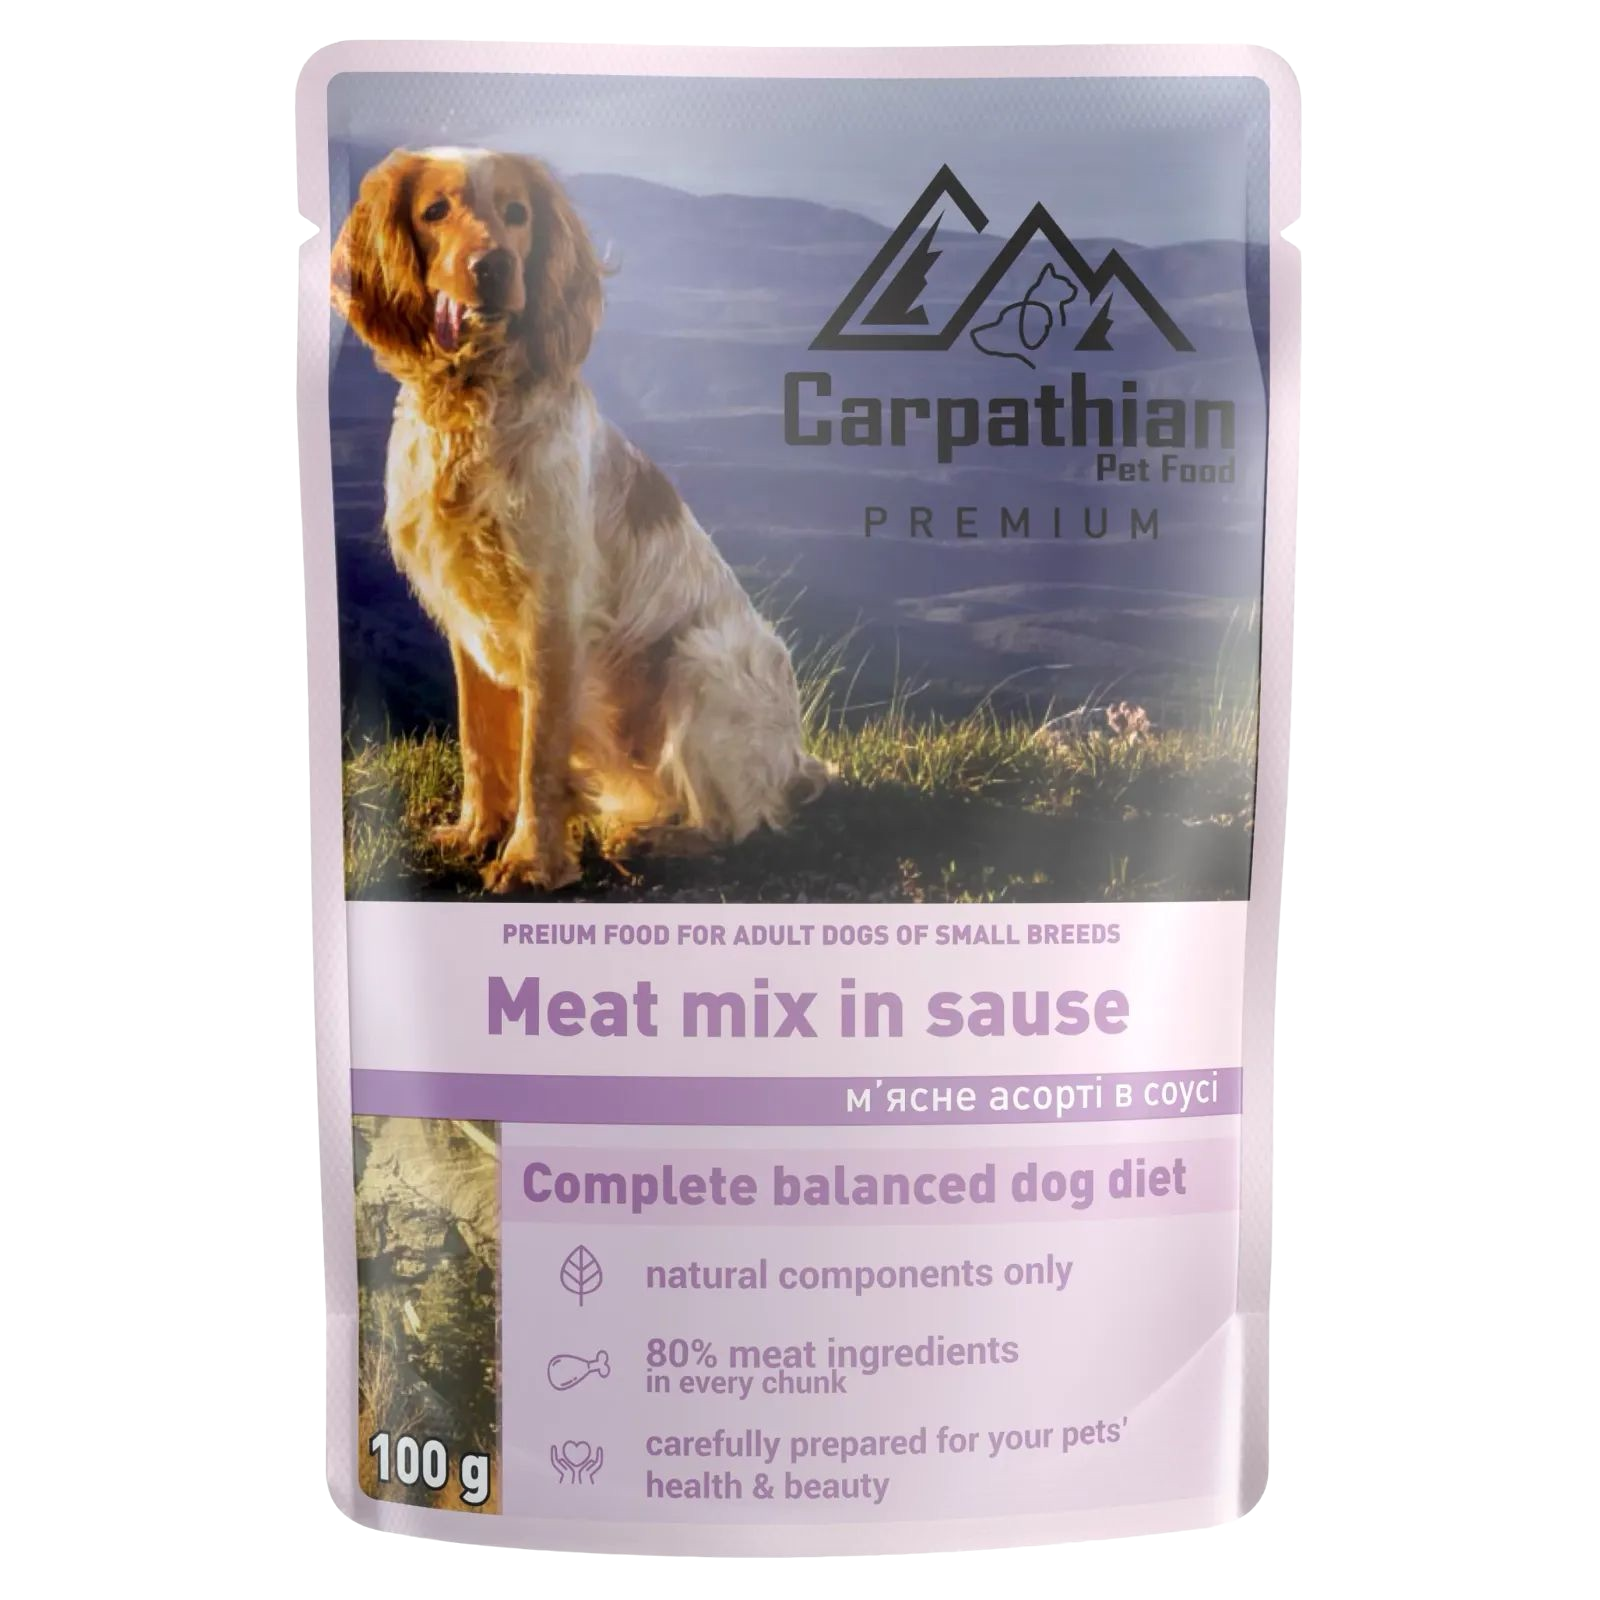 Carpathian
Pet Food
PREMIUM
PREIUM FOOD FOR ADULT DOGS OF SMALL BREEDS
Meat mix in sause
м'ясне асорті в соусі
Complete balanced dog diet
natural components only
80% meat ingredients
in every chunk
carefully prepared for your pets'
health & beauty
100 g